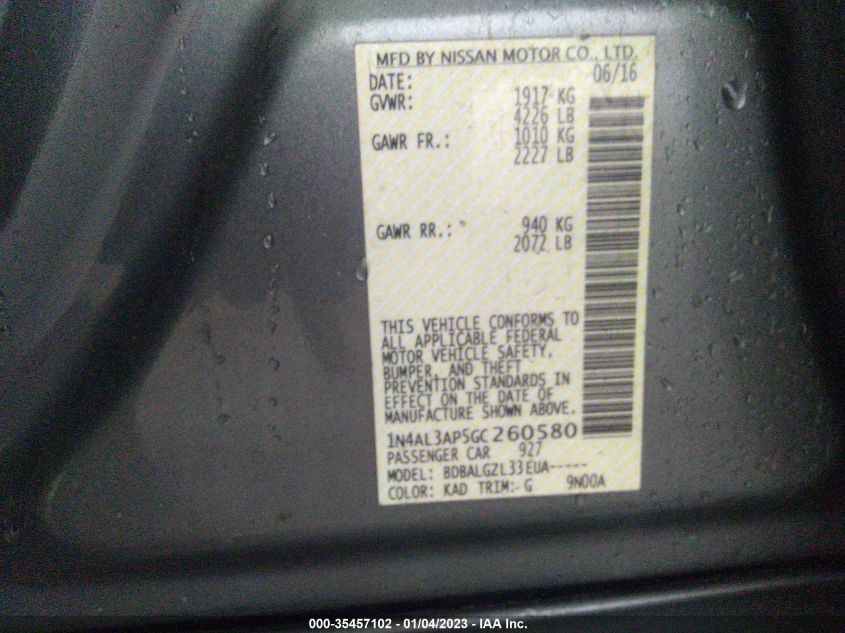 MFD BY NISSAN MOTOR CO., LTD.
DATE: 06/16
GVWR: 1917 KG
4226 LB
GAWR FR.: 1010 KG
2227 LB
GAWR RR.: 940 KG
2072 LB
THIS VEHICLE CONFORMS TO
ALL APPLICABLE FEDERAL
MOTOR VEHICLE SAFETY,
BUMPER, AND THEFT
PREVENTION STANDARDS IN
EFFECT ON THE DATE OF
MANUFACTURE SHOWN ABOVE.
1N4AL3AP5GC260580
PASSENGER CAR 927
MODEL: BDBALGZL33EUA-----
COLOR: KAD TRIM: G 9N00A
000-35457102 - 01/04/2023 - IAA Inc.